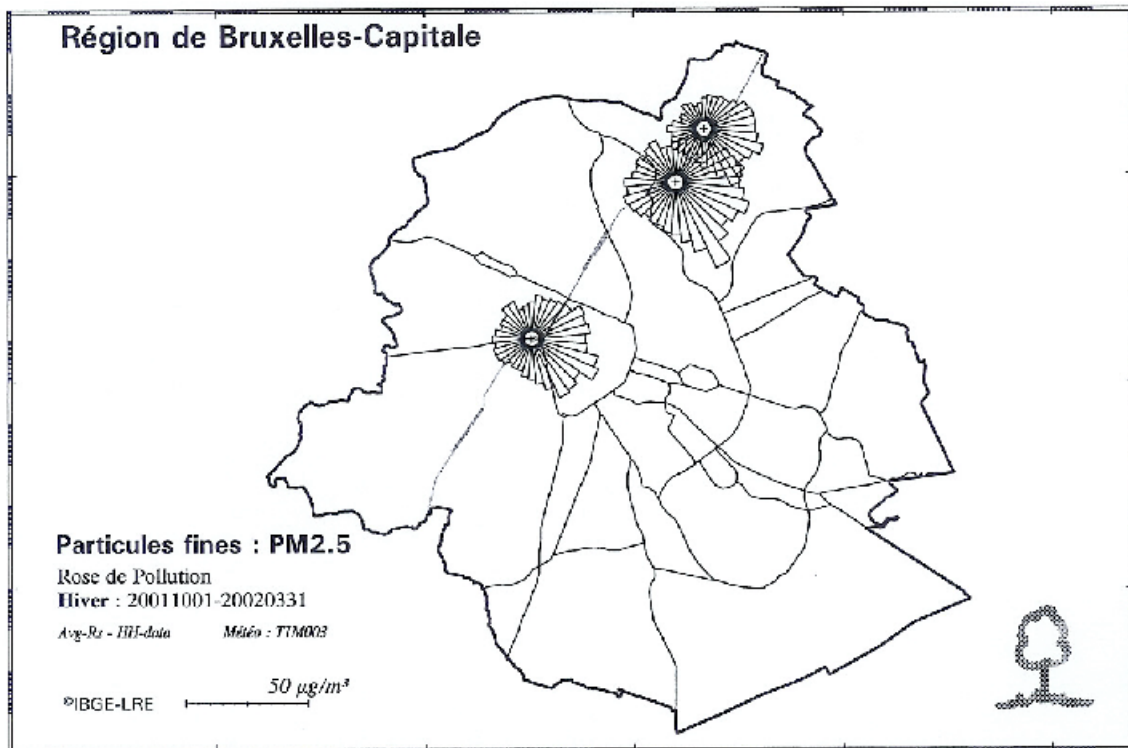 Région de Bruxelles-Capitale
Particules fines : PM2.5
Rose de Pollution
Hiver : 20011001-20020331
Avg-Rs - HH-data Météo : T1M003
50 µg/m³
©IBGE-LRE